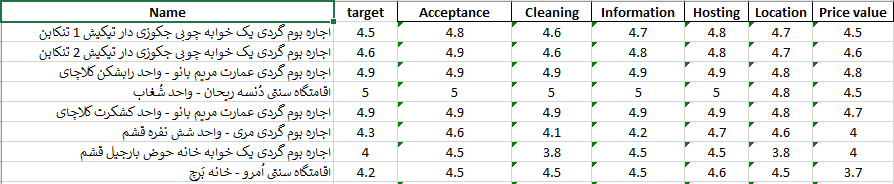 Name target Acceptance Cleaning Information Hosting Location Price value
اجاره بوم گردی یک خوابه چوبی جکوزی دار تیکیش 1 تنکابن 4.5 4.8 4.6 4.7 4.8 4.7 4.5
اجاره بوم گردی یک خوابه چوبی جکوزی دار تیکیش 2 تنکابن 4.6 4.9 4.6 4.8 4.8 4.7 4.6
اجاره بوم گردی عمارت مریم بانو - واحد رابشکن کلاچای 4.9 4.9 4.9 4.9 4.9 4.8 4.8
اقامتگاه سنتی دُنسه ریحان - واحد شُغاب 5 5 5 5 5 4.8 4.5
اجاره بوم گردی عمارت مریم بانو - واحد کشکرت کلاچای 4.9 4.9 4.9 4.9 4.9 4.8 4.7
اجاره بوم گردی مری - واحد شش نفره قشم 4.3 4.6 4.1 4.2 4.7 4.6 4
اجاره بوم گردی یک خوابه خانه حوض بارجیل قشم 4 4.5 3.8 4.5 4.5 3.8 4
اقامتگاه سنتی اُمرو - خانه بَرچ 4.2 4.5 4.5 4.5 4.6 4.5 3.7